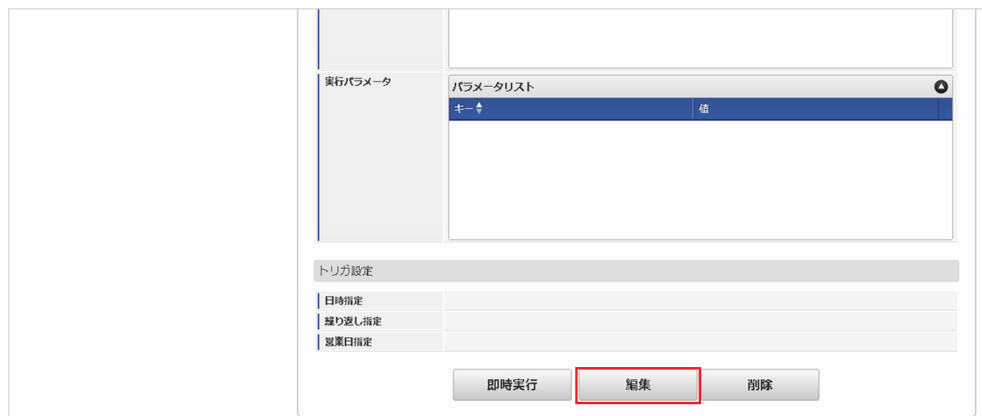 実行パラメータ
パラメータリスト
キー 値
トリガ設定
日時指定
繰り返し指定
営業日指定
即時実行 編集 削除